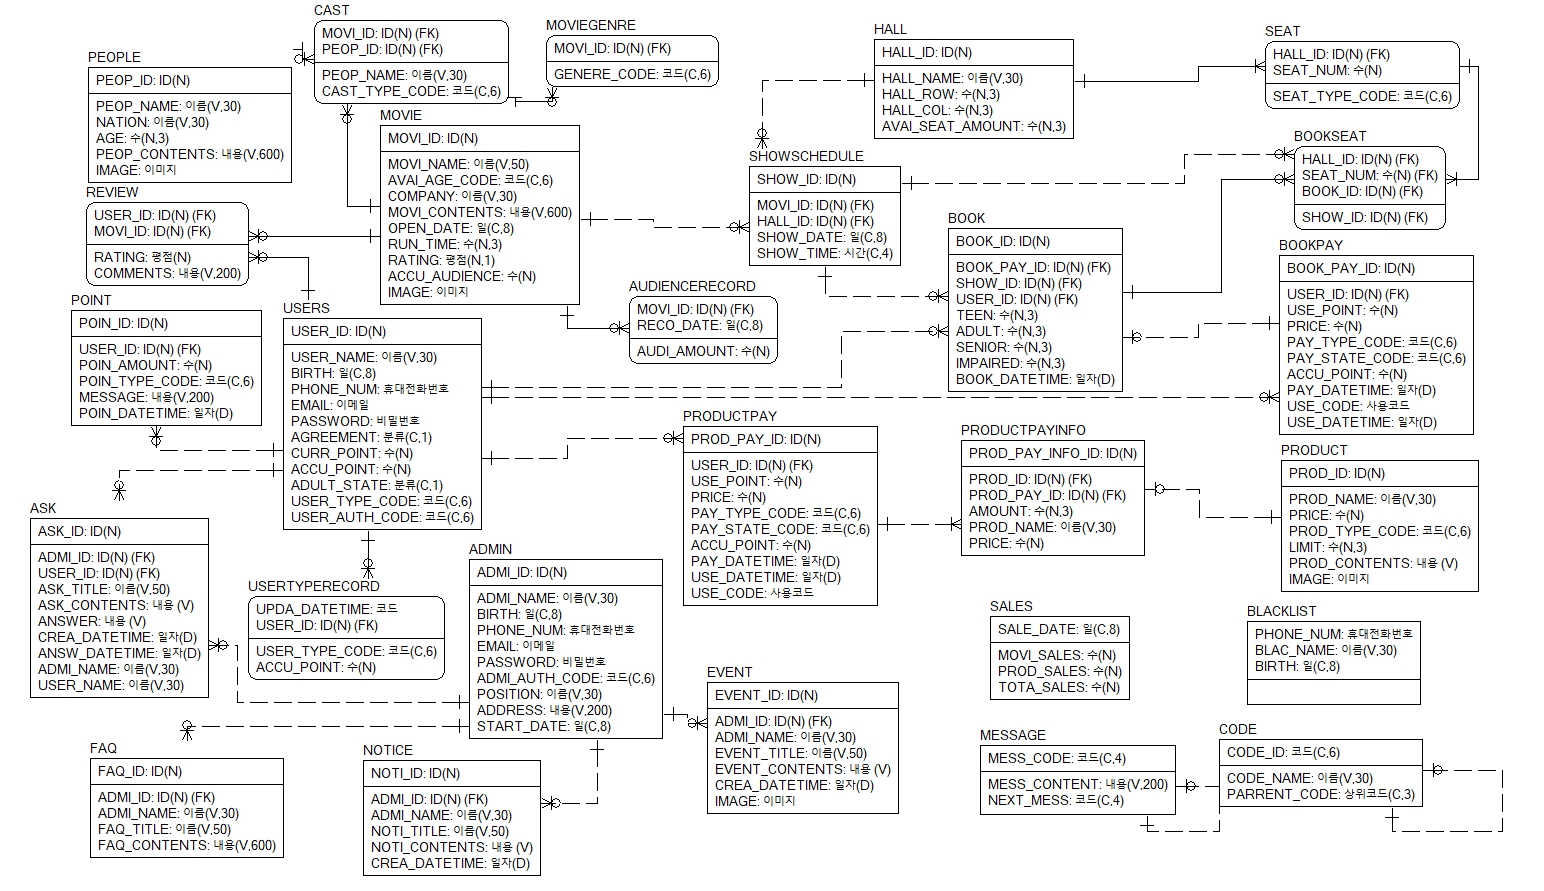 CAST
MOVI_ID: ID(N) (FK)
PEOP_ID: ID(N) (FK)
PEOP_NAME: 이름(V,30)
CAST_TYPE_CODE: 코드(C,6)
MOVIEGENRE
MOVI_ID: ID(N) (FK)
GENERE_CODE: 코드(C,6)
HALL
HALL_ID: ID(N)
HALL_NAME: 이름(V,30)
HALL_ROW: 수(N,3)
HALL_COL: 수(N,3)
AVAI_SEAT_AMOUNT: 수(N,3)
SEAT
HALL_ID: ID(N) (FK)
SEAT_NUM: 수(N)
SEAT_TYPE_CODE: 코드(C,6)
PEOPLE
PEOP_ID: ID(N)
PEOP_NAME: 이름(V,30)
NATION: 이름(V,30)
AGE: 수(N,3)
PEOP_CONTENTS: 내용(V,600)
IMAGE: 이미지
MOVIE
MOVI_ID: ID(N)
MOVI_NAME: 이름(V,50)
AVAI_AGE_CODE: 코드(C,6)
COMPANY: 이름(V,30)
MOVI_CONTENTS: 내용(V,600)
OPEN_DATE: 일(C,8)
RUN_TIME: 수(N,3)
RATING: 평점(N,1)
ACCU_AUDIENCE: 수(N)
IMAGE: 이미지
SHOWSCHEDULE
SHOW_ID: ID(N)
MOVI_ID: ID(N) (FK)
HALL_ID: ID(N) (FK)
SHOW_DATE: 일(C,8)
SHOW_TIME: 시간(C,4)
BOOKSEAT
HALL_ID: ID(N) (FK)
SEAT_NUM: 수(N) (FK)
BOOK_ID: ID(N) (FK)
SHOW_ID: ID(N) (FK)
REVIEW
USER_ID: ID(N) (FK)
MOVI_ID: ID(N) (FK)
RATING: 평점(N)
COMMENTS: 내용(V,200)
BOOK
BOOK_ID: ID(N)
BOOK_PAY_ID: ID(N) (FK)
SHOW_ID: ID(N) (FK)
USER_ID: ID(N) (FK)
TEEN: 수(N,3)
ADULT: 수(N,3)
SENIOR: 수(N,3)
IMPAIRED: 수(N,3)
BOOK_DATETIME: 일자(D)
BOOKPAY
BOOK_PAY_ID: ID(N)
USER_ID: ID(N) (FK)
USE_POINT: 수(N)
PRICE: 수(N)
PAY_TYPE_CODE: 코드(C,6)
PAY_STATE_CODE: 코드(C,6)
ACCU_POINT: 수(N)
PAY_DATETIME: 일자(D)
USE_CODE: 사용코드
USE_DATETIME: 일자(D)
AUDIENCERECORD
MOVI_ID: ID(N) (FK)
RECO_DATE: 일(C,8)
AUDI_AMOUNT: 수(N)
POINT
POIN_ID: ID(N)
USER_ID: ID(N) (FK)
POIN_AMOUNT: 수(N)
POIN_TYPE_CODE: 코드(C,6)
MESSAGE: 내용(V,200)
POIN_DATETIME: 일자(D)
USERS
USER_ID: ID(N)
USER_NAME: 이름(V,30)
BIRTH: 일(C,8)
PHONE_NUM: 휴대전화번호
EMAIL: 이메일
PASSWORD: 비밀번호
AGREEMENT: 분류(C,1)
CURR_POINT: 수(N)
ACCU_POINT: 수(N)
ADULT_STATE: 분류(C,1)
USER_TYPE_CODE: 코드(C,6)
USER_AUTH_CODE: 코드(C,6)
PRODUCTPAY
PROD_PAY_ID: ID(N)
USER_ID: ID(N) (FK)
USE_POINT: 수(N)
PRICE: 수(N)
PAY_TYPE_CODE: 코드(C,6)
PAY_STATE_CODE: 코드(C,6)
ACCU_POINT: 수(N)
PAY_DATETIME: 일자(D)
USE_DATETIME: 일자(D)
USE_CODE: 사용코드
PRODUCTPAYINFO
PROD_PAY_INFO_ID: ID(N)
PROD_ID: ID(N) (FK)
PROD_PAY_ID: ID(N) (FK)
AMOUNT: 수(N,3)
PROD_NAME: 이름(V,30)
PRICE: 수(N)
PRODUCT
PROD_ID: ID(N)
PROD_NAME: 이름(V,30)
PRICE: 수(N)
PROD_TYPE_CODE: 코드(C,6)
LIMIT: 수(N,3)
PROD_CONTENTS: 내용 (V)
IMAGE: 이미지
ASK
ASK_ID: ID(N)
ADMI_ID: ID(N) (FK)
USER_ID: ID(N) (FK)
ASK_TITLE: 이름(V,50)
ASK_CONTENTS: 내용 (V)
ANSWER: 내용 (V)
CREA_DATETIME: 일자(D)
ANSW_DATETIME: 일자(D)
ADMI_NAME: 이름(V,30)
USER_NAME: 이름(V,30)
USERTYPERECORD
UPDA_DATETIME: 코드
USER_ID: ID(N) (FK)
USER_TYPE_CODE: 코드(C,6)
ACCU_POINT: 수(N)
ADMIN
ADMI_ID: ID(N)
ADMI_NAME: 이름(V,30)
BIRTH: 일(C,8)
PHONE_NUM: 휴대전화번호
EMAIL: 이메일
PASSWORD: 비밀번호
ADMI_AUTH_CODE: 코드(C,6)
POSITION: 이름(V,30)
ADDRESS: 내용(V,200)
START_DATE: 일(C,8)
SALES
SALE_DATE: 일(C,8)
MOVI_SALES: 수(N)
PROD_SALES: 수(N)
TOTA_SALES: 수(N)
BLACKLIST
PHONE_NUM: 휴대전화번호
BLAC_NAME: 이름(V,30)
BIRTH: 일(C,8)
EVENT
EVENT_ID: ID(N)
ADMI_ID: ID(N) (FK)
ADMI_NAME: 이름(V,30)
EVENT_TITLE: 이름(V,50)
EVENT_CONTENTS: 내용 (V)
CREA_DATETIME: 일자(D)
IMAGE: 이미지
FAQ
FAQ_ID: ID(N)
ADMI_ID: ID(N) (FK)
ADMI_NAME: 이름(V,30)
FAQ_TITLE: 이름(V,50)
FAQ_CONTENTS: 내용(V,600)
NOTICE
NOTI_ID: ID(N)
ADMI_ID: ID(N) (FK)
ADMI_NAME: 이름(V,30)
NOTI_TITLE: 이름(V,50)
NOTI_CONTENTS: 내용 (V)
CREA_DATETIME: 일자(D)
MESSAGE
MESS_CODE: 코드(C,4)
MESS_CONTENT: 내용(V,200)
NEXT_MESS: 코드(C,4)
CODE
CODE_ID: 코드(C,6)
CODE_NAME: 이름(V,30)
PARRENT_CODE: 상위코드(C,3)